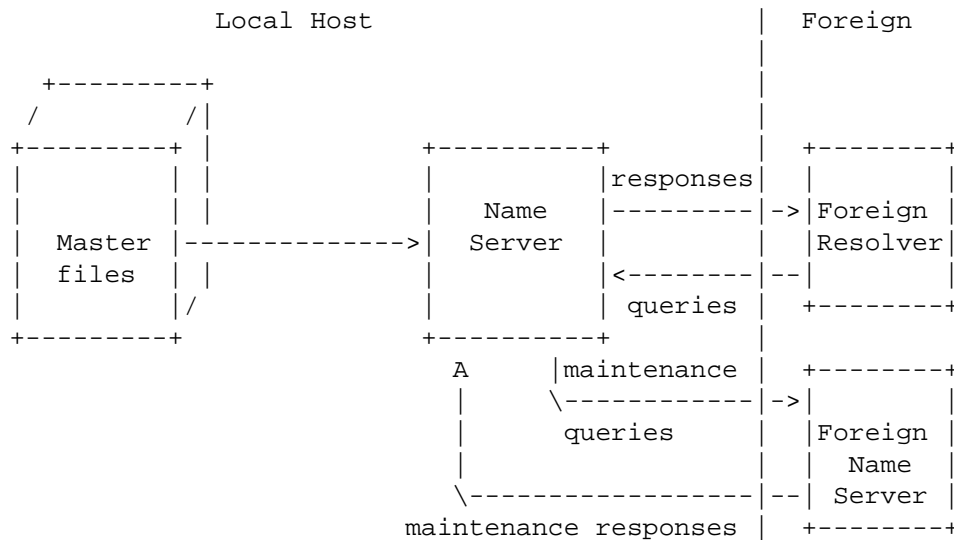 Local Host | Foreign
responses
Name Foreign
Master Server Resolver
files
queries
A maintenance
queries Foreign
Name
Server
maintenance responses